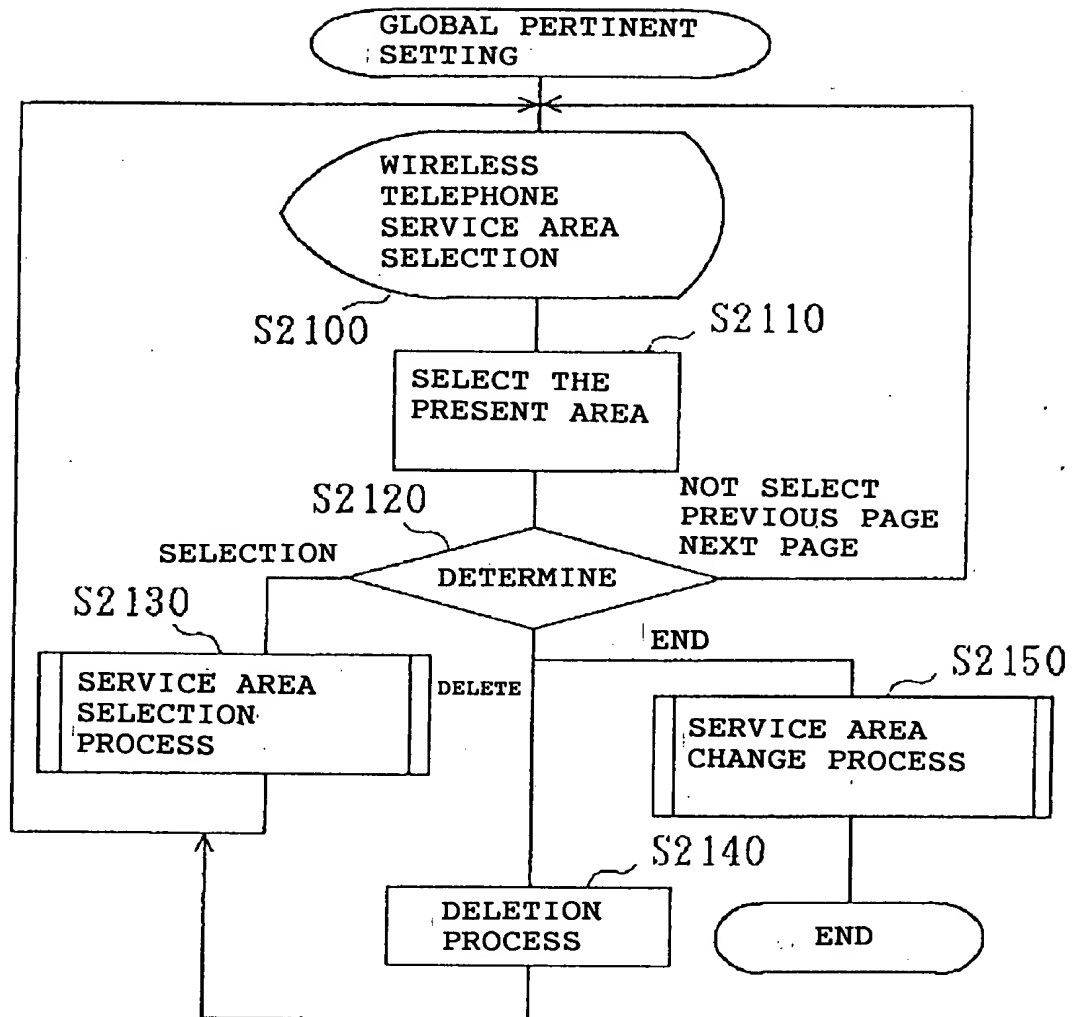 GLOBAL PERTINENT
SETTING
WIRELESS
TELEPHONE
SERVICE AREA
SELECTION
S2100
S2110
SELECT THE
PRESENT AREA
S2120
NOT SELECT
PREVIOUS PAGE
NEXT PAGE
SELECTION
DETERMINE
S2130
END
S2150
SERVICE AREA
SELECTION
PROCESS
DELETE
SERVICE AREA
CHANGE PROCESS
S2140
DELETION
PROCESS
END